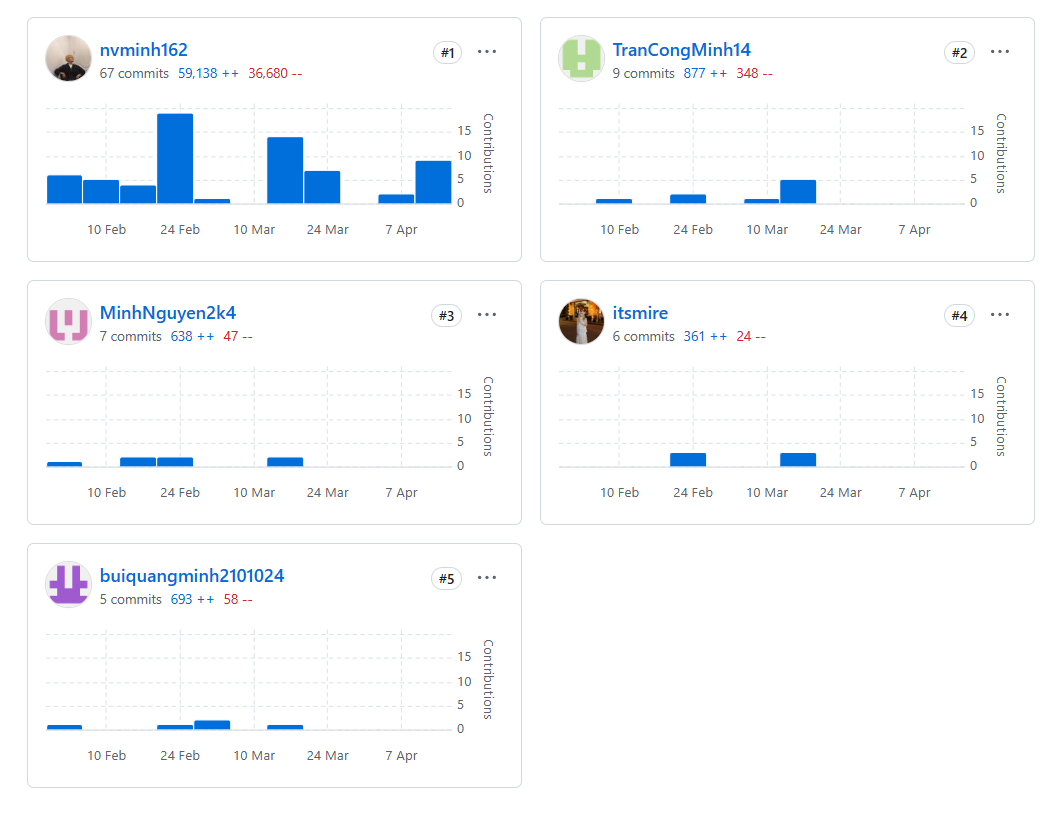 nvminh162 #1 ···
67 commits 59,138 ++ 36,680 --
15
10
5
0
Contributions
10 Feb 24 Feb 10 Mar 24 Mar 7 Apr
TranCongMinh14 #2 ···
9 commits 877 ++ 348 --
15
10
5
0
Contributions
10 Feb 24 Feb 10 Mar 24 Mar 7 Apr
MinhNguyen2k4 #3 ···
7 commits 638 ++ 47 --
15
10
5
0
Contributions
10 Feb 24 Feb 10 Mar 24 Mar 7 Apr
itsmire #4 ···
6 commits 361 ++ 24 --
15
10
5
0
Contributions
10 Feb 24 Feb 10 Mar 24 Mar 7 Apr
buiquangminh2101024 #5 ···
5 commits 693 ++ 58 --
15
10
5
0
Contributions
10 Feb 24 Feb 10 Mar 24 Mar 7 Apr